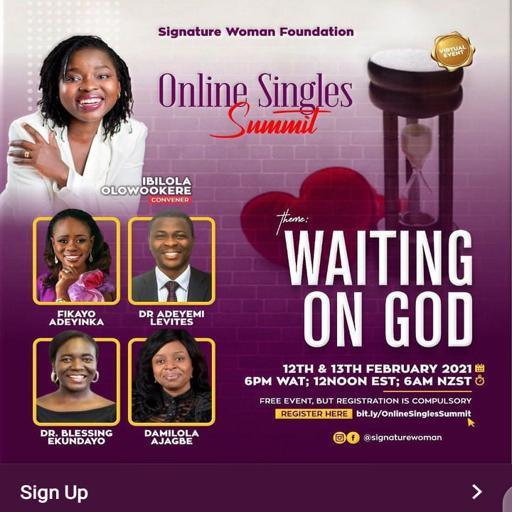 Signature Woman Foundation
VIRTUAL EVENT
Online Singles
Summit
IBILOLA
OLOWOOKERE
CONVENER
FIKAYO
ADEYINKA
DR ADEYEMI
LEVITES
DR. BLESSING
EKUNDAYO
DAMILOLA
AJAGBE
theme:
WAITING
ON GOD
12TH & 13TH FEBRUARY 2021
6PM WAT; 12NOON EST; 6AM NZST
FREE EVENT, BUT REGISTRATION IS COMPULSORY
REGISTER HERE bit.ly/OnlineSinglesSummit
@signaturewoman
Sign Up